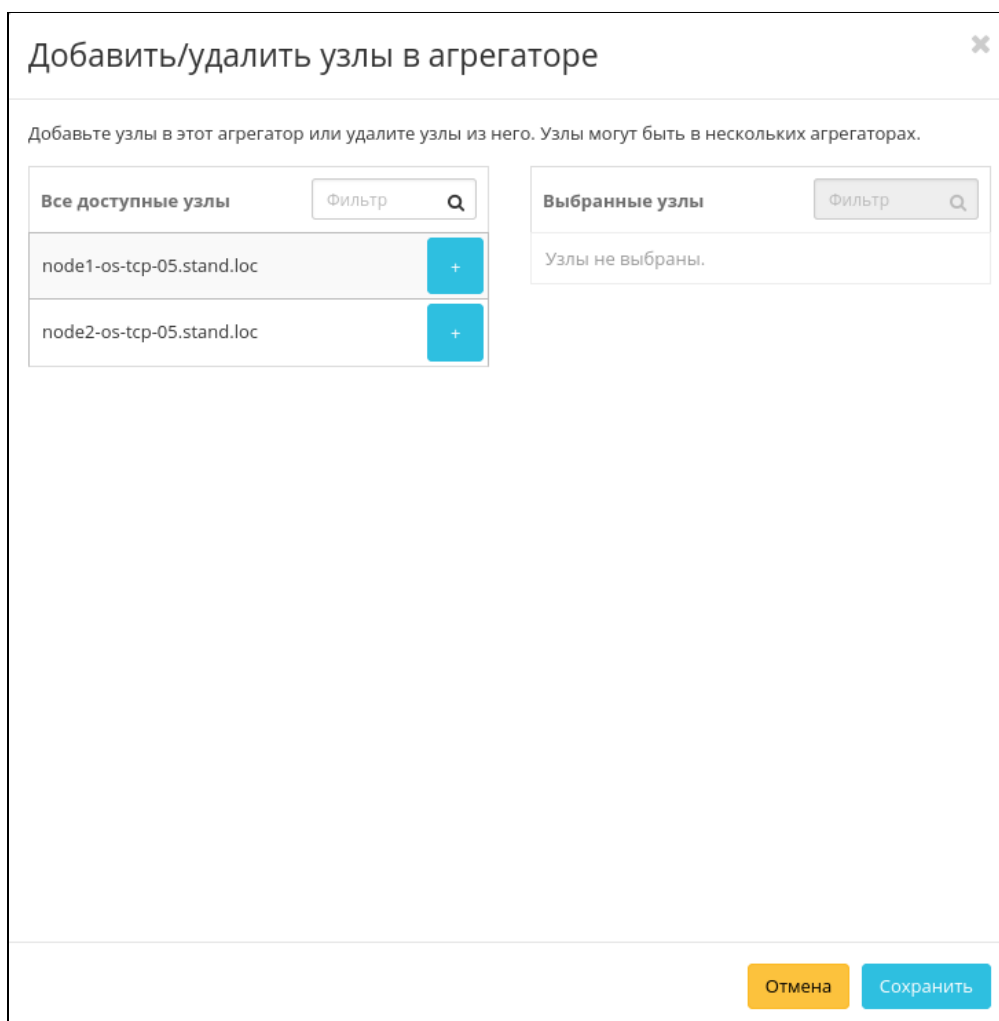 Добавить/удалить узлы в агрегаторе
Добавьте узлы в этот агрегатор или удалите узлы из него. Узлы могут быть в нескольких агрегаторах.
Все доступные узлы
Фильтр
node1-os-tcp-05.stand.loc
+
node2-os-tcp-05.stand.loc
+
Выбранные узлы
Фильтр
Узлы не выбраны.
Отмена
Сохранить